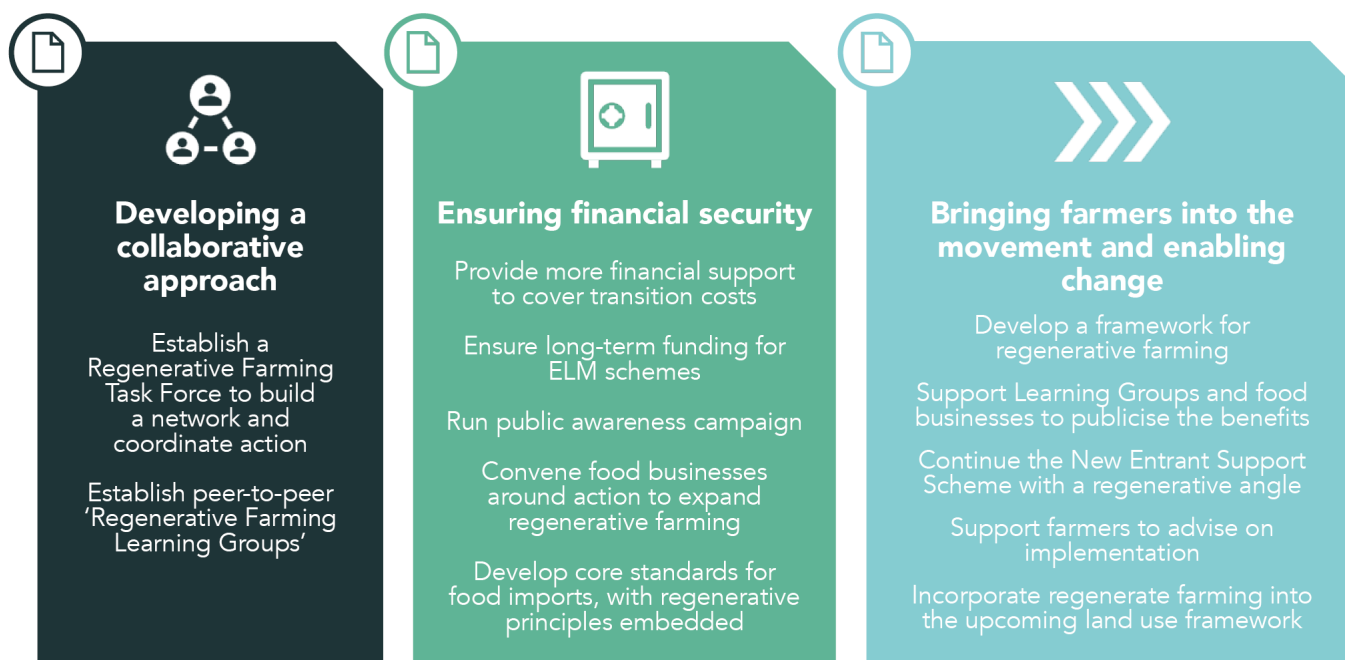 Developing a
collaborative
approach
Establish a
Regenerative Farming
Task Force to build
a network and
coordinate action
Establish peer-to-peer
‘Regenerative Farming
Learning Groups’
Ensuring financial security
Provide more financial support
to cover transition costs
Ensure long-term funding for
ELM schemes
Run public awareness campaign
Convene food businesses
around action to expand
regenerative farming
Develop core standards for
food imports, with regenerative
principles embedded
Bringing farmers into the
movement and enabling
change
Develop a framework for
regenerative farming
Support Learning Groups and food
businesses to publicise the benefits
Continue the New Entrant Support
Scheme with a regenerative angle
Support farmers to advise on
implementation
Incorporate regenerate farming into
the upcoming land use framework